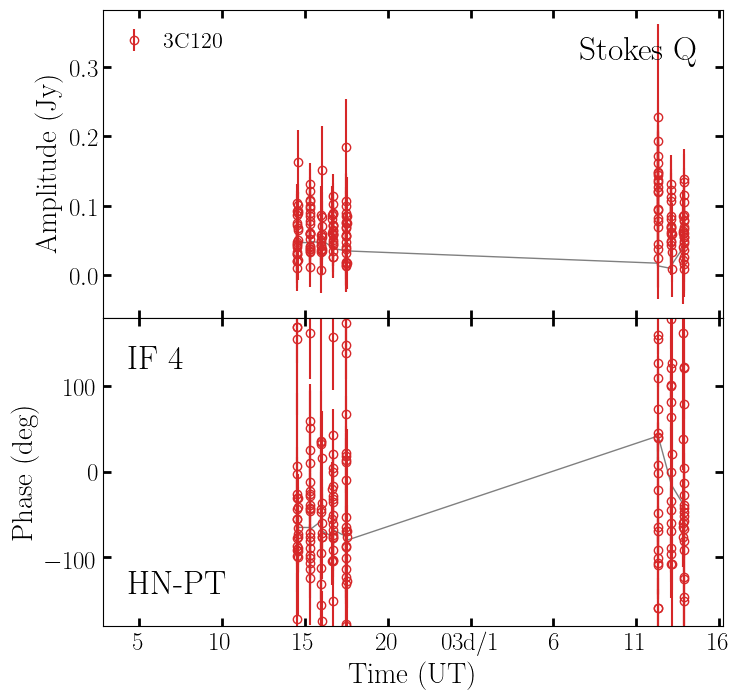 3C120
Stokes Q
0.3
0.2
0.1
0.0
Amplitude (Jy)
IF 4
100
0
−100
Phase (deg)
HN-PT
5 10 15 20 03d/1 6 11 16
Time (UT)